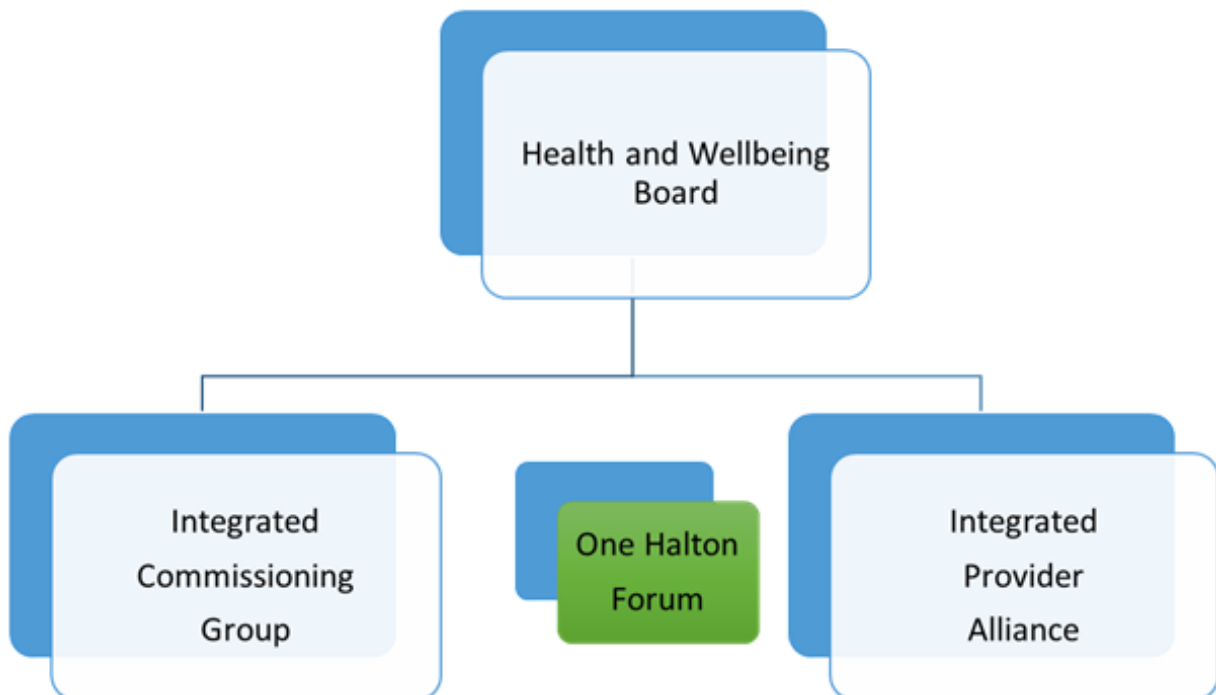 Health and Wellbeing
Board
Integrated
Commissioning
Group
One Halton
Forum
Integrated
Provider
Alliance